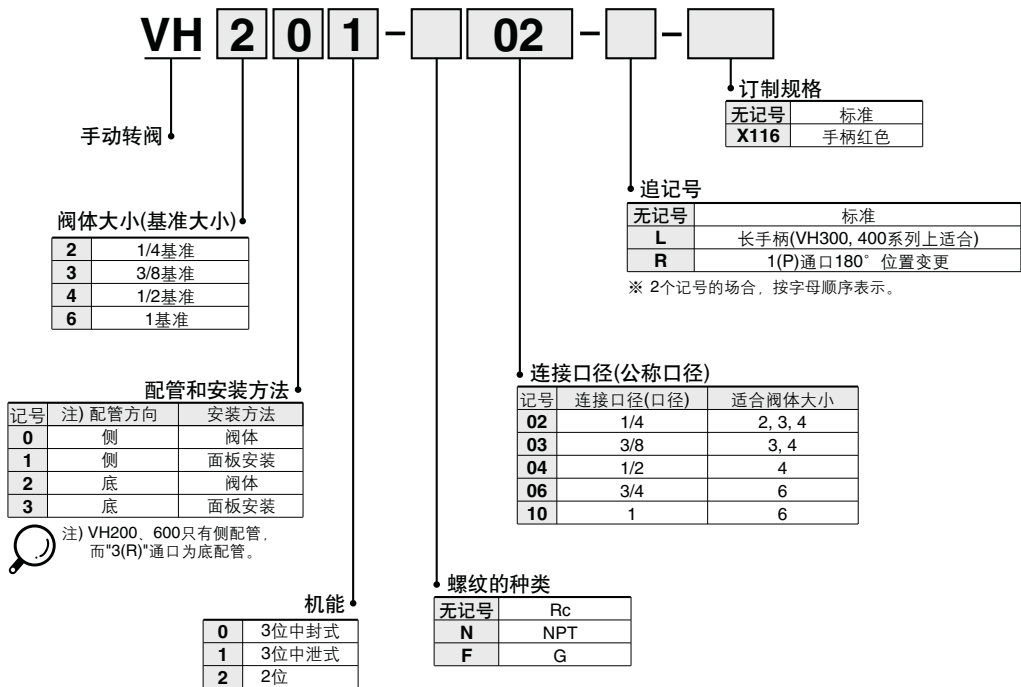 VH 2 0 1 - 02 - -
手动转阀
订制规格
无记号 标准
X116 手柄红色
追记号
无记号 标准
L 长手柄(VH300, 400系列上适合)
R 1(P)通口180°位置变更
※ 2个记号的场合，按字母顺序表示。
阀体大小(基准大小)
2 1/4基准
3 3/8基准
4 1/2基准
6 1基准
配管和安装方法
记号 注) 配管方向 安装方法
0 侧 阀体
1 侧 面板安装
2 底 阀体
3 底 面板安装
注) VH200、600只有侧配管，
而"3(R)"通口为底配管。
连接口径(公称口径)
记号 连接口径(口径) 适合阀体大小
02 1/4 2, 3, 4
03 3/8 3, 4
04 1/2 4
06 3/4 6
10 1 6
机能
0 3位中封式
1 3位中泄式
2 2位
螺纹的种类
无记号 Rc
N NPT
F G